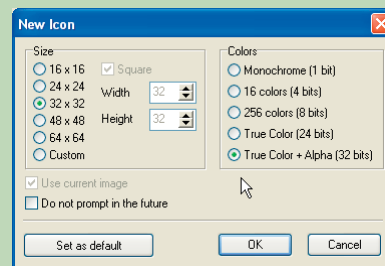 New Icon
Size
16 x 16
24 x 24
32 x 32
48 x 48
64 x 64
Custom
Square
Width 32
Height 32
Colors
Monochrome (1 bit)
16 colors (4 bits)
256 colors (8 bits)
True Color (24 bits)
True Color + Alpha (32 bits)
Use current image
Do not prompt in the future
Set as default
OK
Cancel